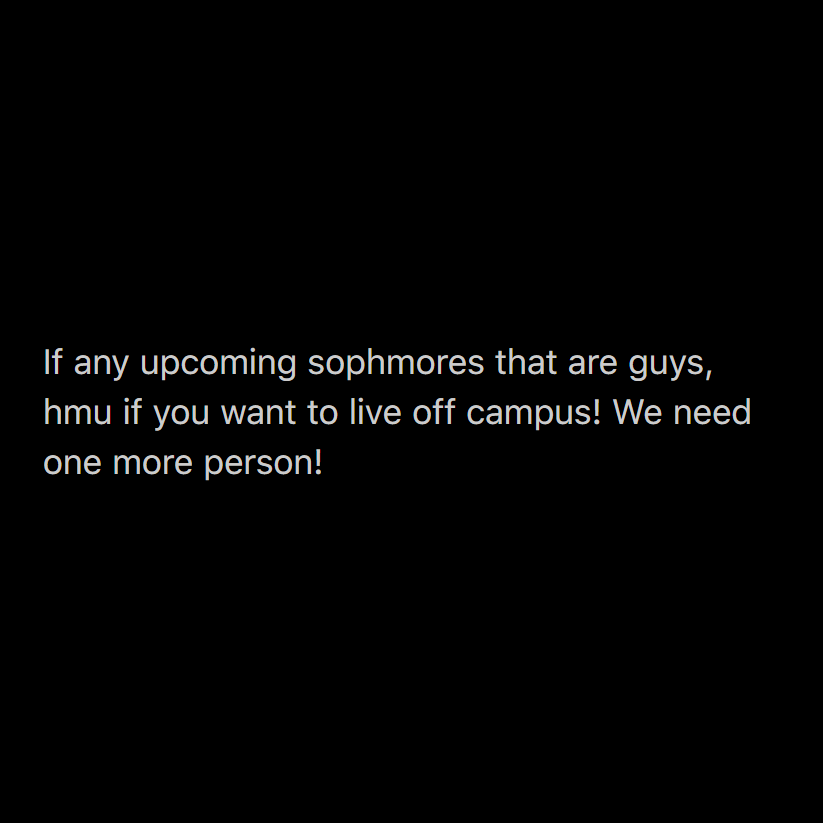 If any upcoming sophmores that are guys,
hmu if you want to live off campus! We need
one more person!